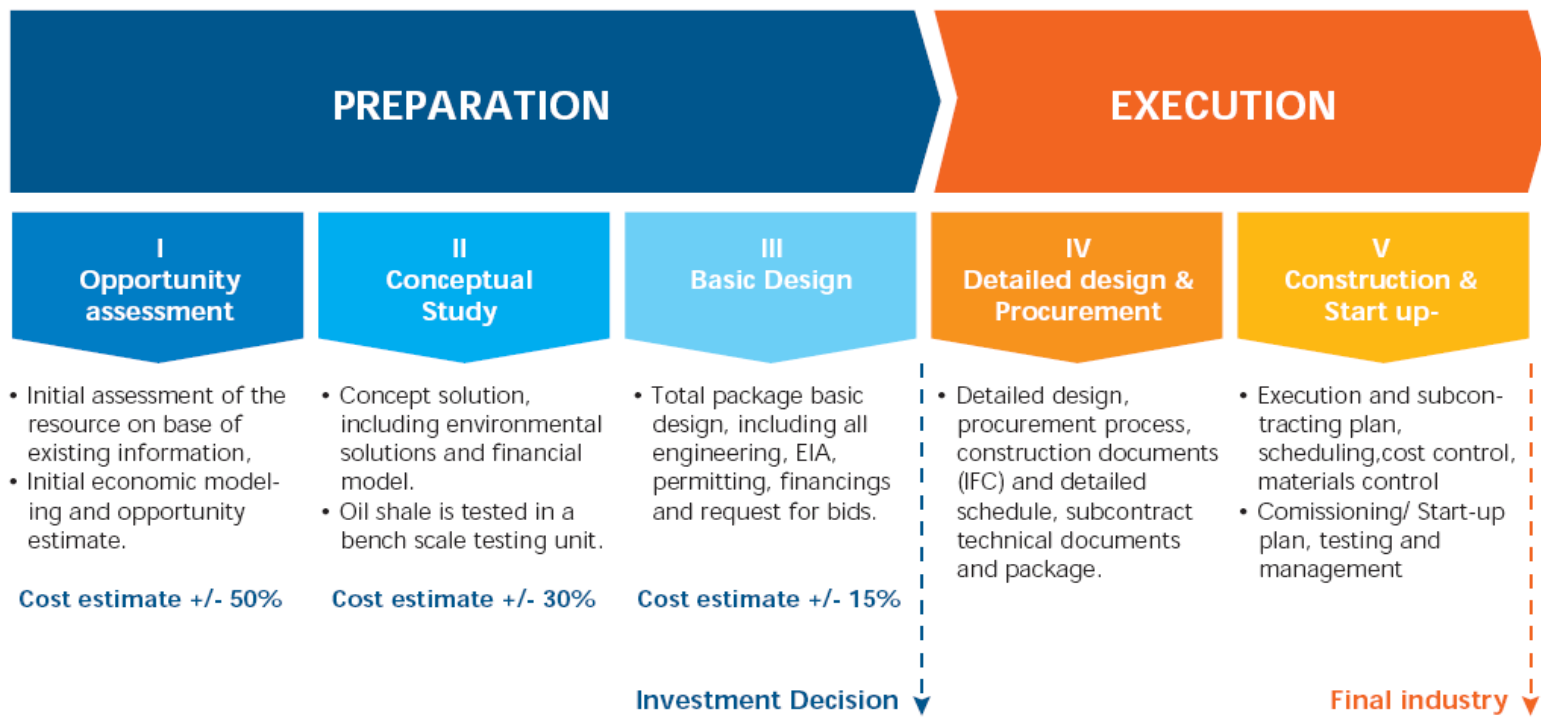 PREPARATION
EXECUTION
I
Opportunity
assessment
II
Conceptual
Study
III
Basic Design
IV
Detailed design &
Procurement
V
Construction &
Start up-
• Initial assessment of the
resource on base of
existing information,
• Initial economic model-
ing and opportunity
estimate.
Cost estimate +/- 50%
• Concept solution,
including environmental
solutions and financial
model.
• Oil shale is tested in a
bench scale testing unit.
Cost estimate +/- 30%
• Total package basic
design, including all
engineering, EIA,
permitting, financings
and request for bids.
Cost estimate +/- 15%
• Detailed design,
procurement process,
construction documents
(IFC) and detailed
schedule, subcontract
technical documents
and package.
• Execution and subcon-
tracting plan,
scheduling,cost control,
materials control
• Comissioning/ Start-up
plan, testing and
management
Investment Decision
Final industry